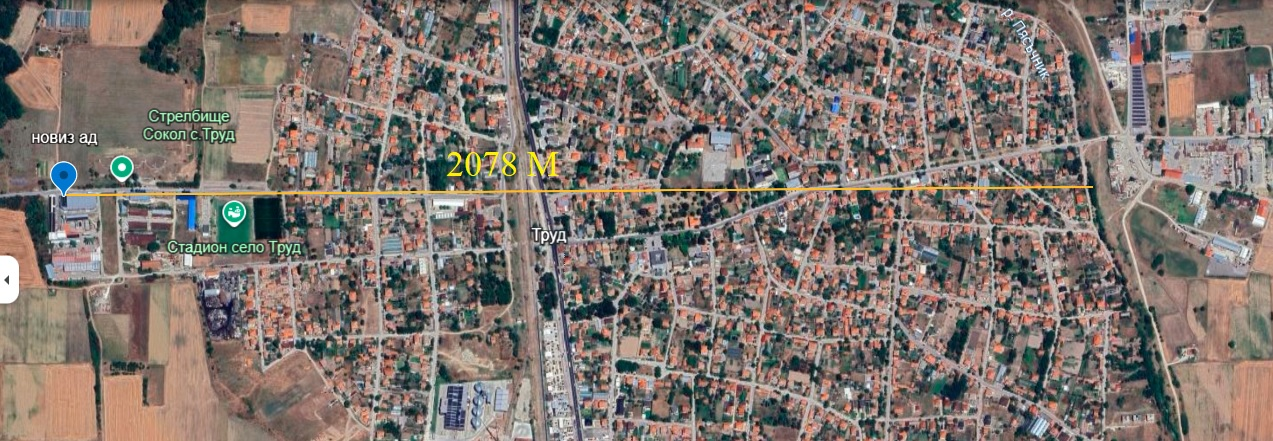 р. Пясъчник
Стрелбище
Сокол с.Труд
новиз ад
2078 М
Труд
Стадион село Труд